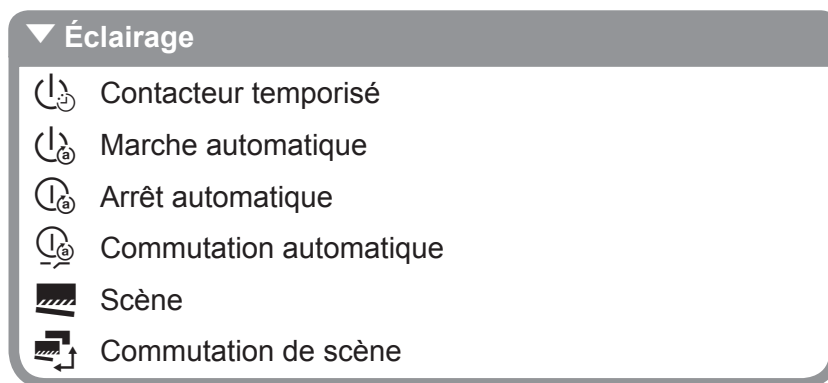 Éclairage
Contacteur temporisé
Marche automatique
Arrêt automatique
Commutation automatique
Scène
Commutation de scène